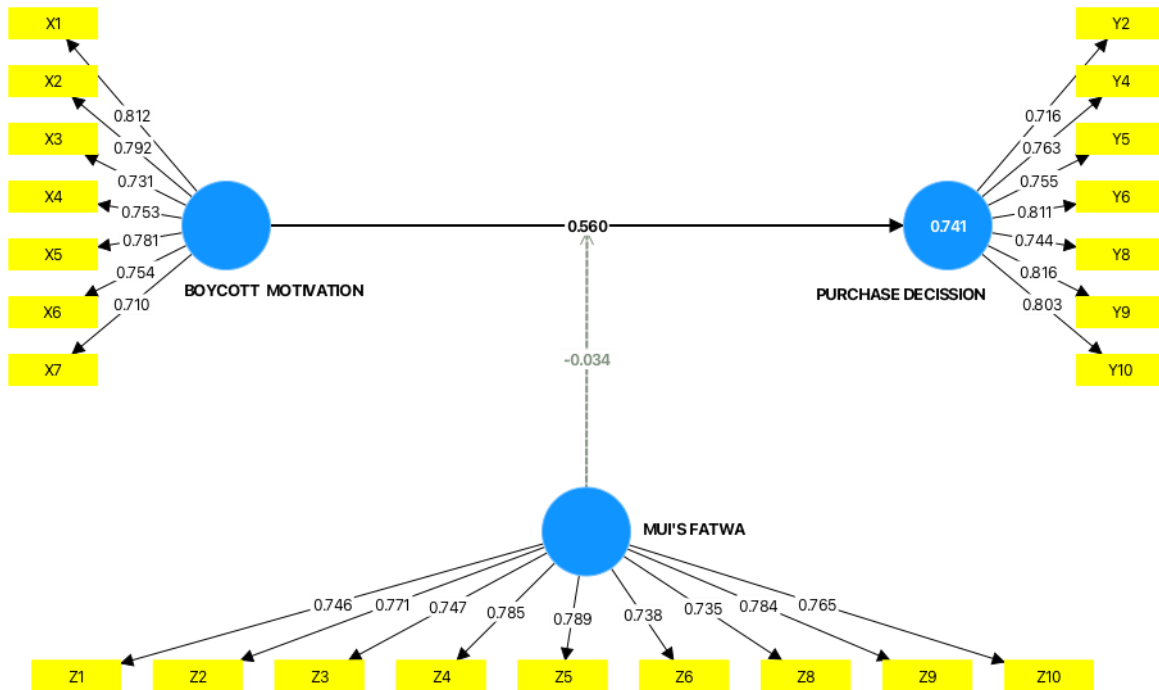 X1
X2
X3
X4
X5
X6
X7
0.812
0.792
0.731
0.753
0.781
0.754
0.710
BOYCOTT MOTIVATION
0.560
-0.034
0.741
PURCHASE DECISSION
0.716
0.763
0.755
0.811
0.744
0.816
0.803
Y2
Y4
Y5
Y6
Y8
Y9
Y10
MUI'S FATWA
0.746
0.771
0.747
0.785
0.789
0.738
0.735
0.784
0.765
Z1
Z2
Z3
Z4
Z5
Z6
Z8
Z9
Z10